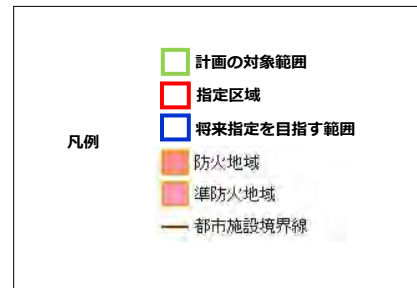 凡例
計画の対象範囲
指定区域
将来指定を目指す範囲
防火地域
準防火地域
都市施設境界線